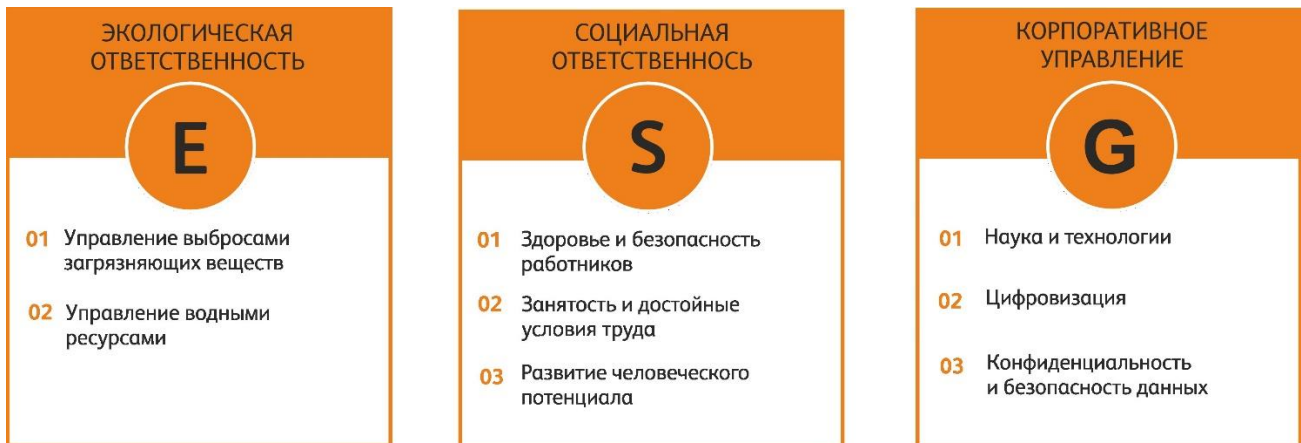 ЭКОЛОГИЧЕСКАЯ
ОТВЕТСТВЕННОСТЬ
E
01 Управление выбросами
загрязняющих веществ
02 Управление водными
ресурсами
СОЦИАЛЬНАЯ
ОТВЕТСТВЕННОСЬ
S
01 Здоровье и безопасность
работников
02 Занятость и достойные
условия труда
03 Развитие человеческого
потенциала
КОРПОРАТИВНОЕ
УПРАВЛЕНИЕ
G
01 Наука и технологии
02 Цифровизация
03 Конфиденциальность
и безопасность данных